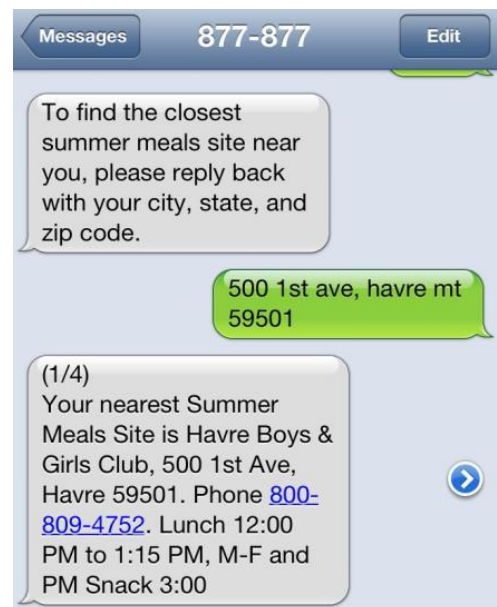 Messages
877-877
Edit
To find the closest
summer meals site near
you, please reply back
with your city, state, and
zip code.
500 1st ave, havre mt
59501
(1/4)
Your nearest Summer
Meals Site is Havre Boys &
Girls Club, 500 1st Ave,
Havre 59501. Phone 800-
809-4752. Lunch 12:00
PM to 1:15 PM, M-F and
PM Snack 3:00